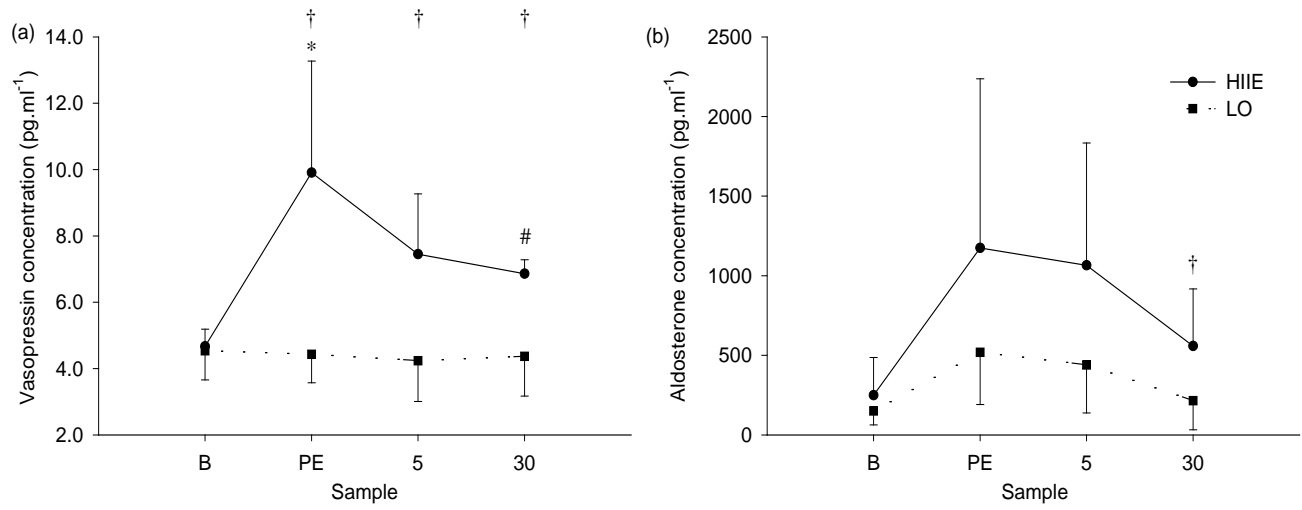 (a)
† † †
14.0
*
12.0
10.0
8.0
#
6.0
4.0
2.0
Vasopressin concentration (pg.ml-1)
B PE 5 30
Sample
(b)
2500
2000
1500
1000
†
500
0
Aldosterone concentration (pg.ml-1)
HIIE
LO
B PE 5 30
Sample